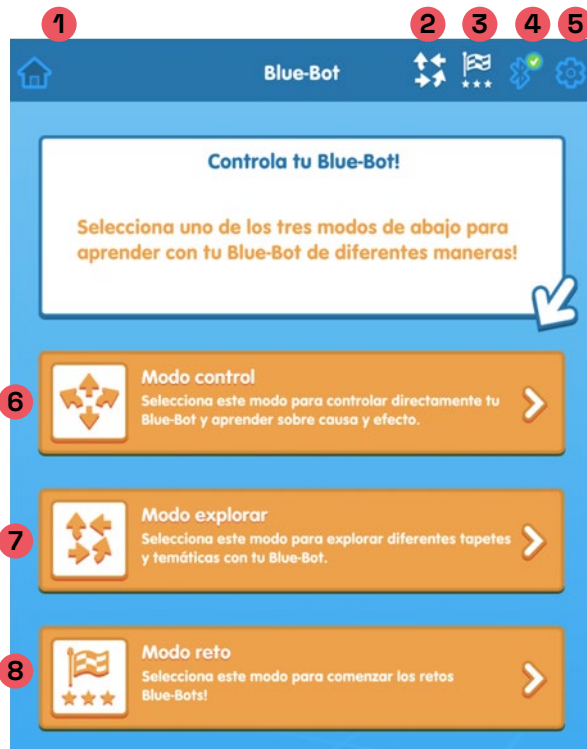 1
2
3
4
5
Blue-Bot
Controla tu Blue-Bot!
Selecciona uno de los tres modos de abajo para
aprender con tu Blue-Bot de diferentes maneras!
6
Modo control
Selecciona este modo para controlar directamente tu
Blue-Bot y aprender sobre causa y efecto.
7
Modo explorar
Selecciona este modo para explorar diferentes tapetes
y temáticas con tu Blue-Bot.
8
Modo reto
Selecciona este modo para comenzar los retos
Blue-Bots!